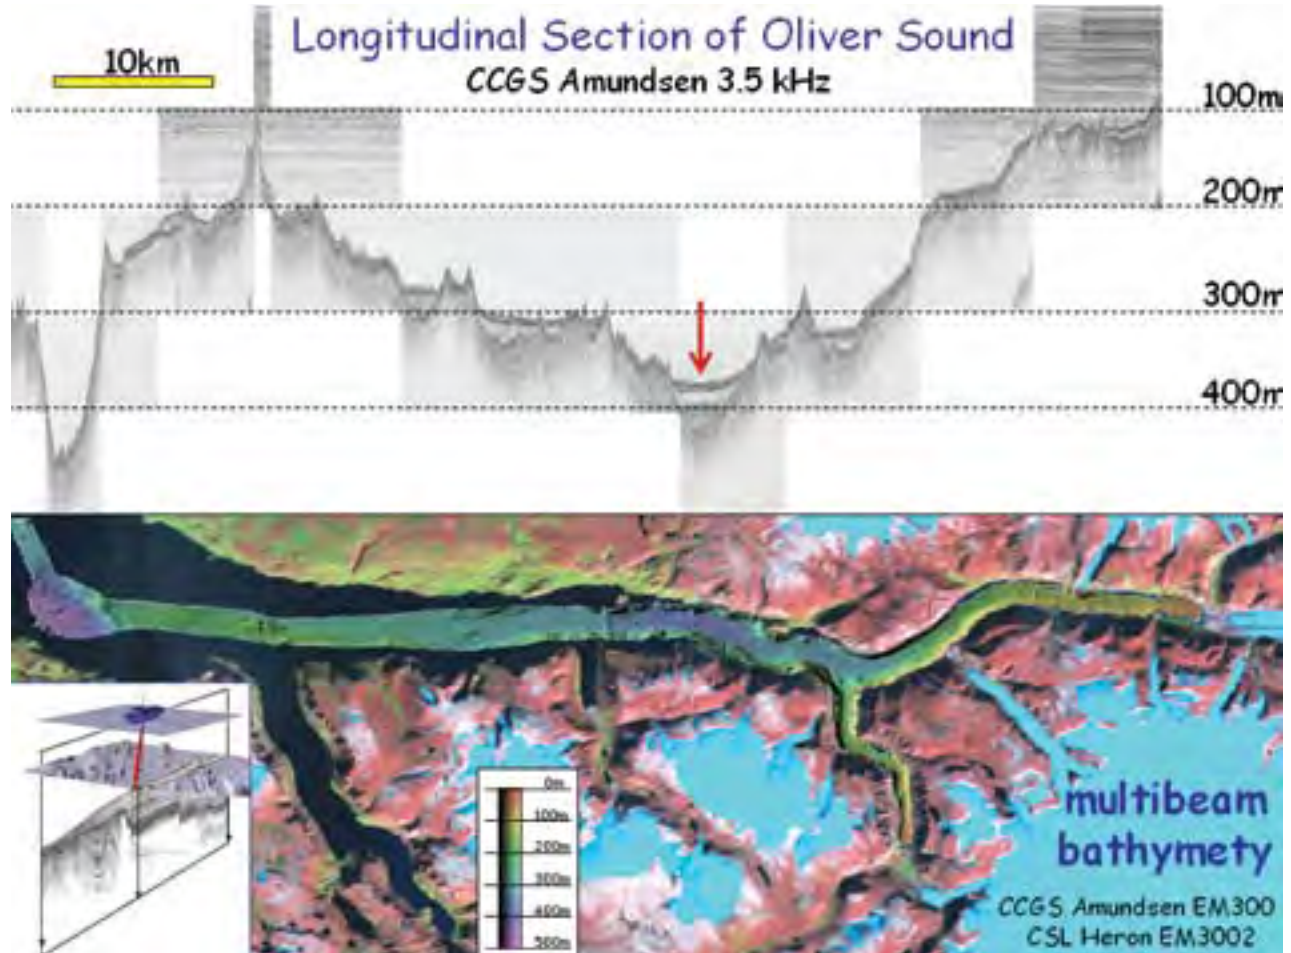 Longitudinal Section of Oliver Sound
10km
CCGS Amundsen 3.5 kHz
100m
200m
300m
400m
0m
100m
200m
300m
400m
500m
multibeam
bathymety
CCGS Amundsen EM300
CSL Heron EM3002